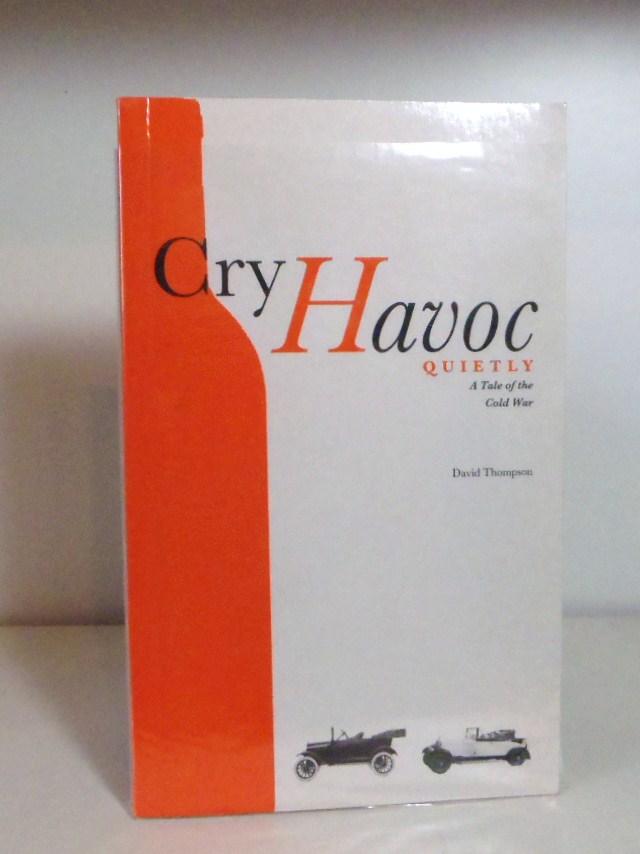 Cry Havoc
QUIETLY
A Tale of the
Cold War
David Thompson